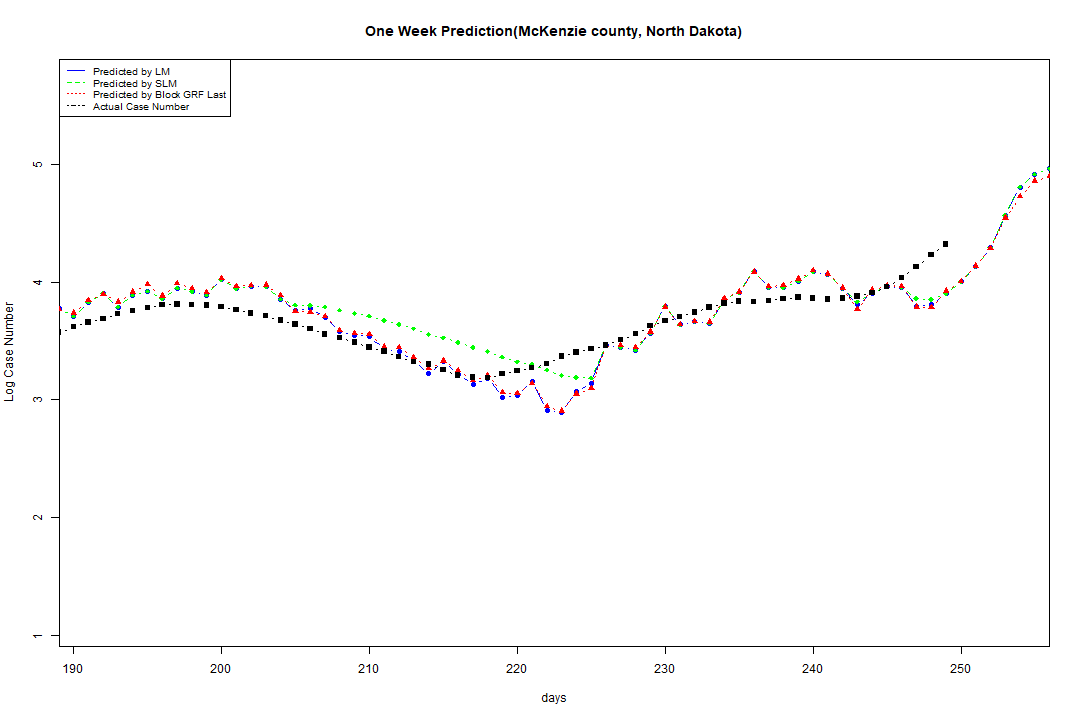 One Week Prediction(McKenzie county, North Dakota)
Predicted by LM
Predicted by SLM
Predicted by Block GRF Last
Actual Case Number
Log Case Number
5
4
3
2
1
190 200 210 220 230 240 250
days